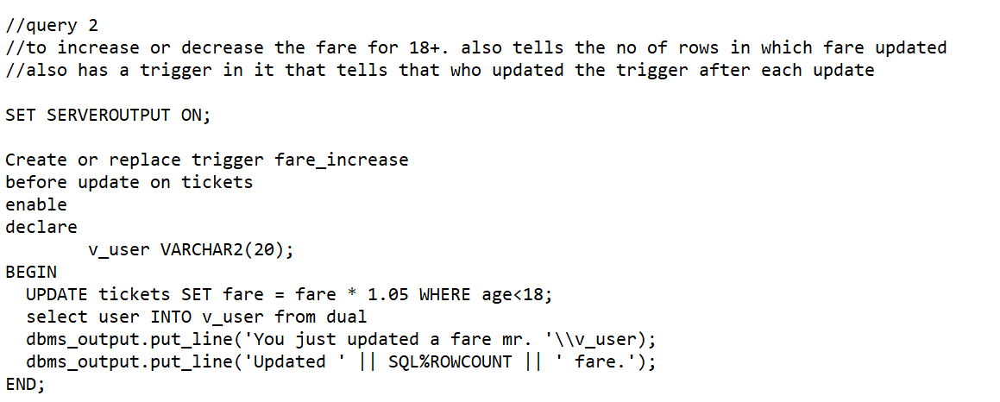 //query 2
//to increase or decrease the fare for 18+. also tells the no of rows in which fare updated
//also has a trigger in it that tells that who updated the trigger after each update
SET SERVEROUTPUT ON;
Create or replace trigger fare_increase
before update on tickets
enable
declare
v_user VARCHAR2(20);
BEGIN
UPDATE tickets SET fare = fare * 1.05 WHERE age<18;
select user INTO v_user from dual
dbms_output.put_line('You just updated a fare mr. '\\v_user);
dbms_output.put_line('Updated ' || SQL%ROWCOUNT || ' fare.');
END;